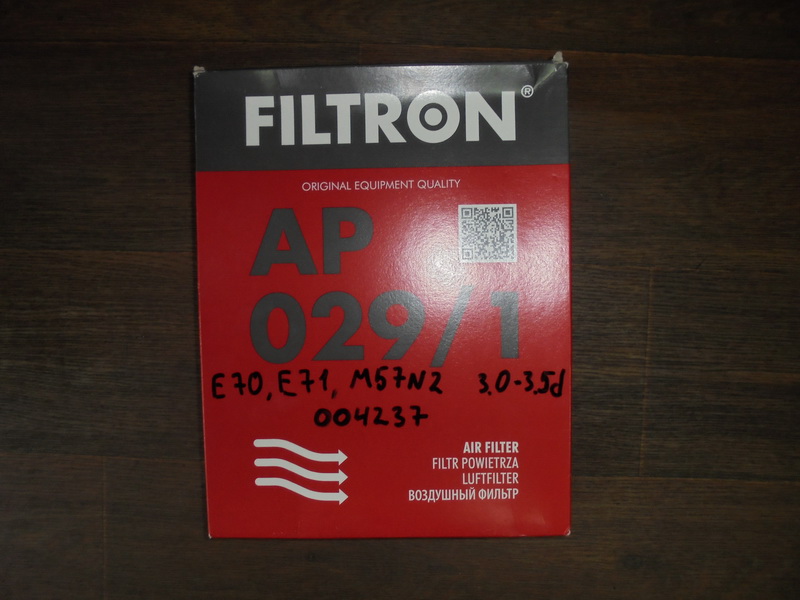 FILTRON®
ORIGINAL EQUIPMENT QUALITY
AP
029/1
E70, E71, M57N2 3.0-3.5d
004237
AIR FILTER
FILTR POWIETRZA
LUFTFILTER
ВОЗДУШНЫЙ ФИЛЬТР